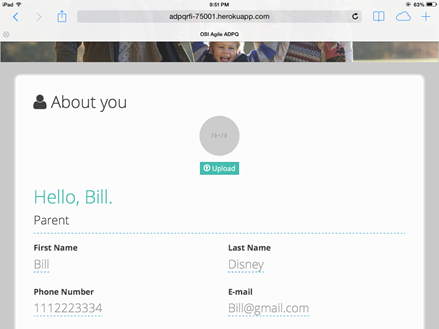 iPad 9:51 PM 63%
adpqrfi-75001.herokuapp.com
OSI Agile ADPQ
About you
Upload
Hello, Bill.
Parent
First Name Last Name
Bill Disney
Phone Number E-mail
1112223334 Bill@gmail.com